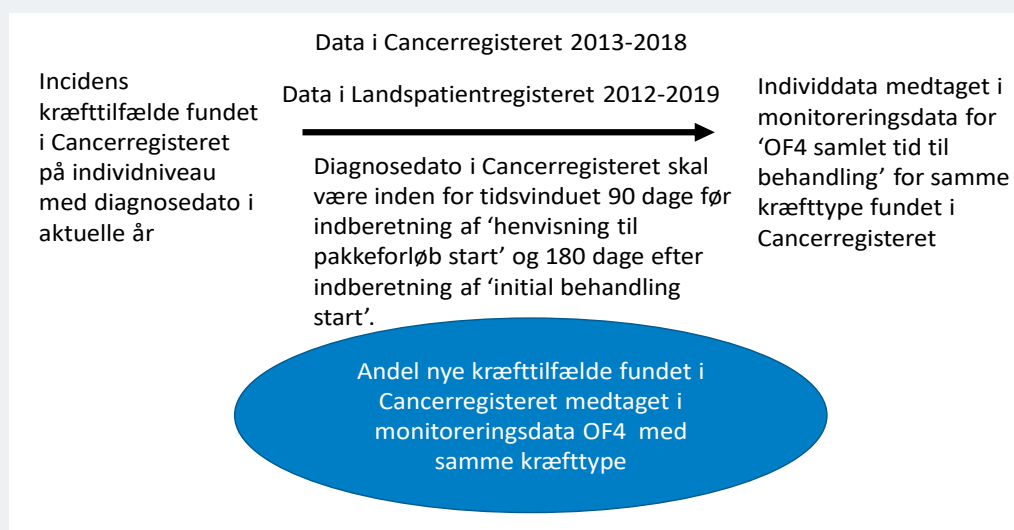 Data i Cancerregisteret 2013-2018
Incidens
kræfttilfælde fundet
i Cancerregisteret
på individniveau
med diagnosedato i
aktuelle år
Data i Landspatientregisteret 2012-2019
Diagnosedato i Cancerregisteret skal
være inden for tidsvinduet 90 dage før
indberetning af ‘henvisning til
pakkeforløb start’ og 180 dage efter
indberetning af ‘initial behandling
start’.
Individdata medtaget i
monitoreringsdata for
‘OF4 samlet tid til
behandling’ for samme
kræfttype fundet i
Cancerregisteret
Andel nye kræfttilfælde fundet i
Cancerregisteret medtaget i
monitoreringsdata OF4 med
samme kræfttype